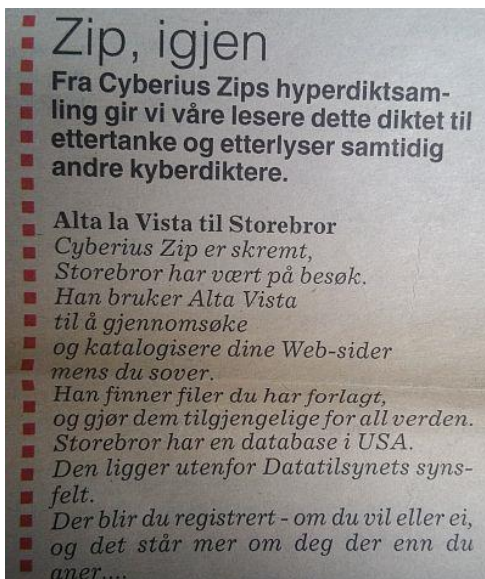 Zip, igjen
Fra Cyberius Zips hyperdiktsam-
ling gir vi våre lesere dette diktet til
ettertanke og etterlyser samtidig
andre kyberdiktere.
Alta la Vista til Storebror
Cyberius Zip er skremt,
Storebror har vært på besøk.
Han bruker Alta Vista
til å gjennomsøke
og katalogisere dine Web-sider
mens du sover.
Han finner filer du har forlagt,
og gjør dem tilgjengelige for all verden.
Storebror har en database i USA.
Den ligger utenfor Datatilsynets syns-
felt.
Der blir du registrert - om du vil eller ei,
og det står mer om deg der enn du
aner....